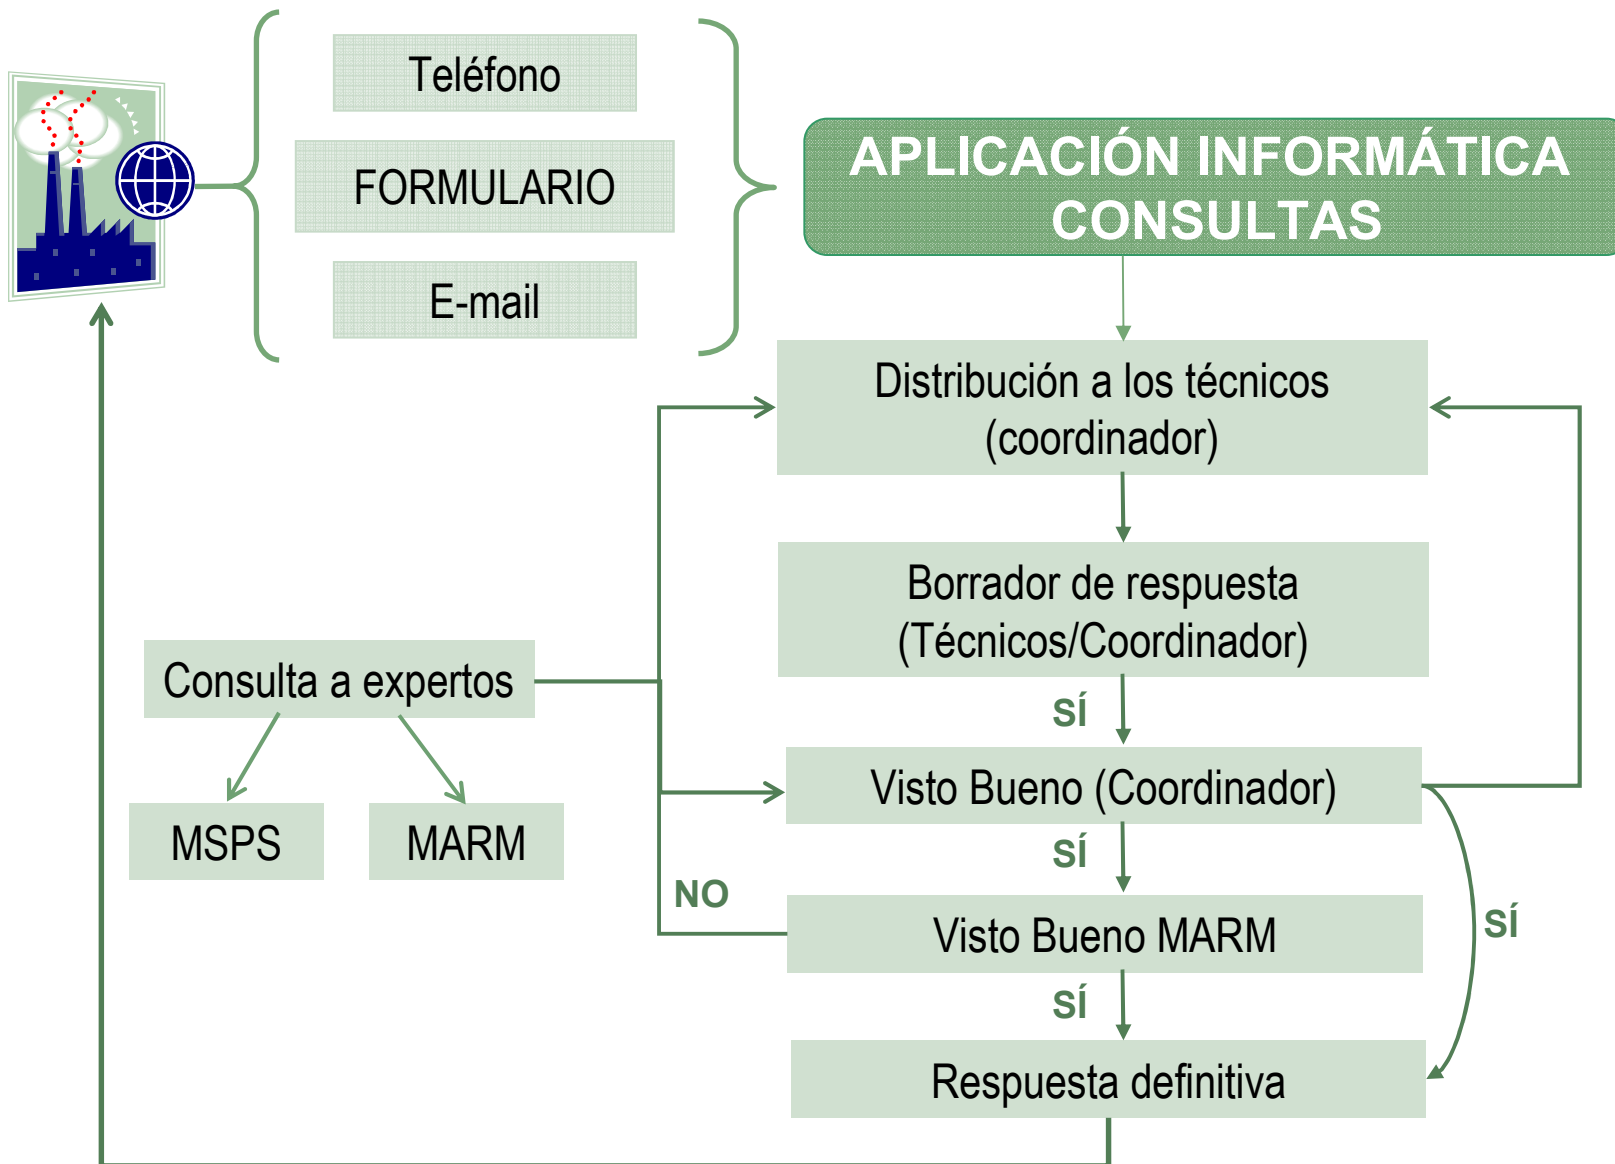 Teléfono
FORMULARIO
E-mail
APLICACIÓN INFORMÁTICA
CONSULTAS
Distribución a los técnicos
(coordinador)
Borrador de respuesta
(Técnicos/Coordinador)
SÍ
Consulta a expertos
MSPS
MARM
Visto Bueno (Coordinador)
SÍ
NO
Visto Bueno MARM
SÍ
SÍ
Respuesta definitiva